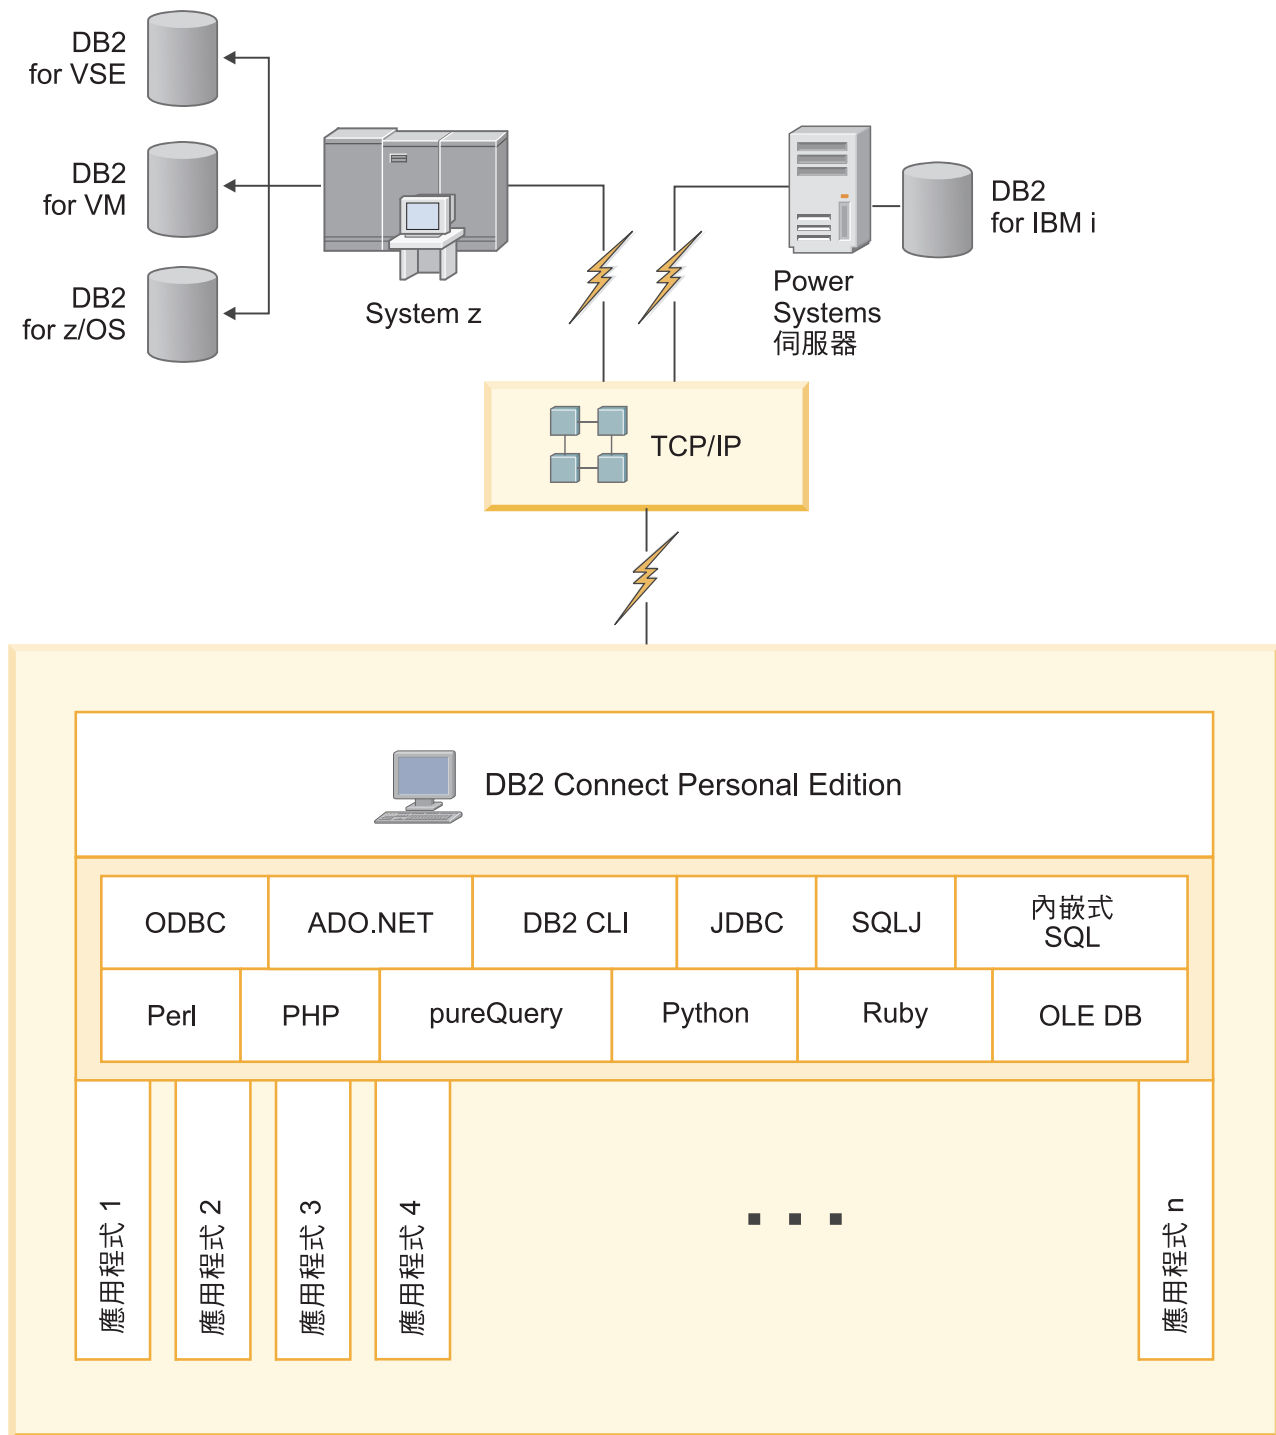 DB2
for VSE
DB2
for VM
DB2
for z/OS
System z
Power
Systems
伺服器
DB2
for IBM i
TCP/IP
DB2 Connect Personal Edition
ODBC
ADO.NET
DB2 CLI
JDBC
SQLJ
內嵌式
SQL
Perl
PHP
pureQuery
Python
Ruby
OLE DB
應用程式 1
應用程式 2
應用程式 3
應用程式 4
應用程式 n